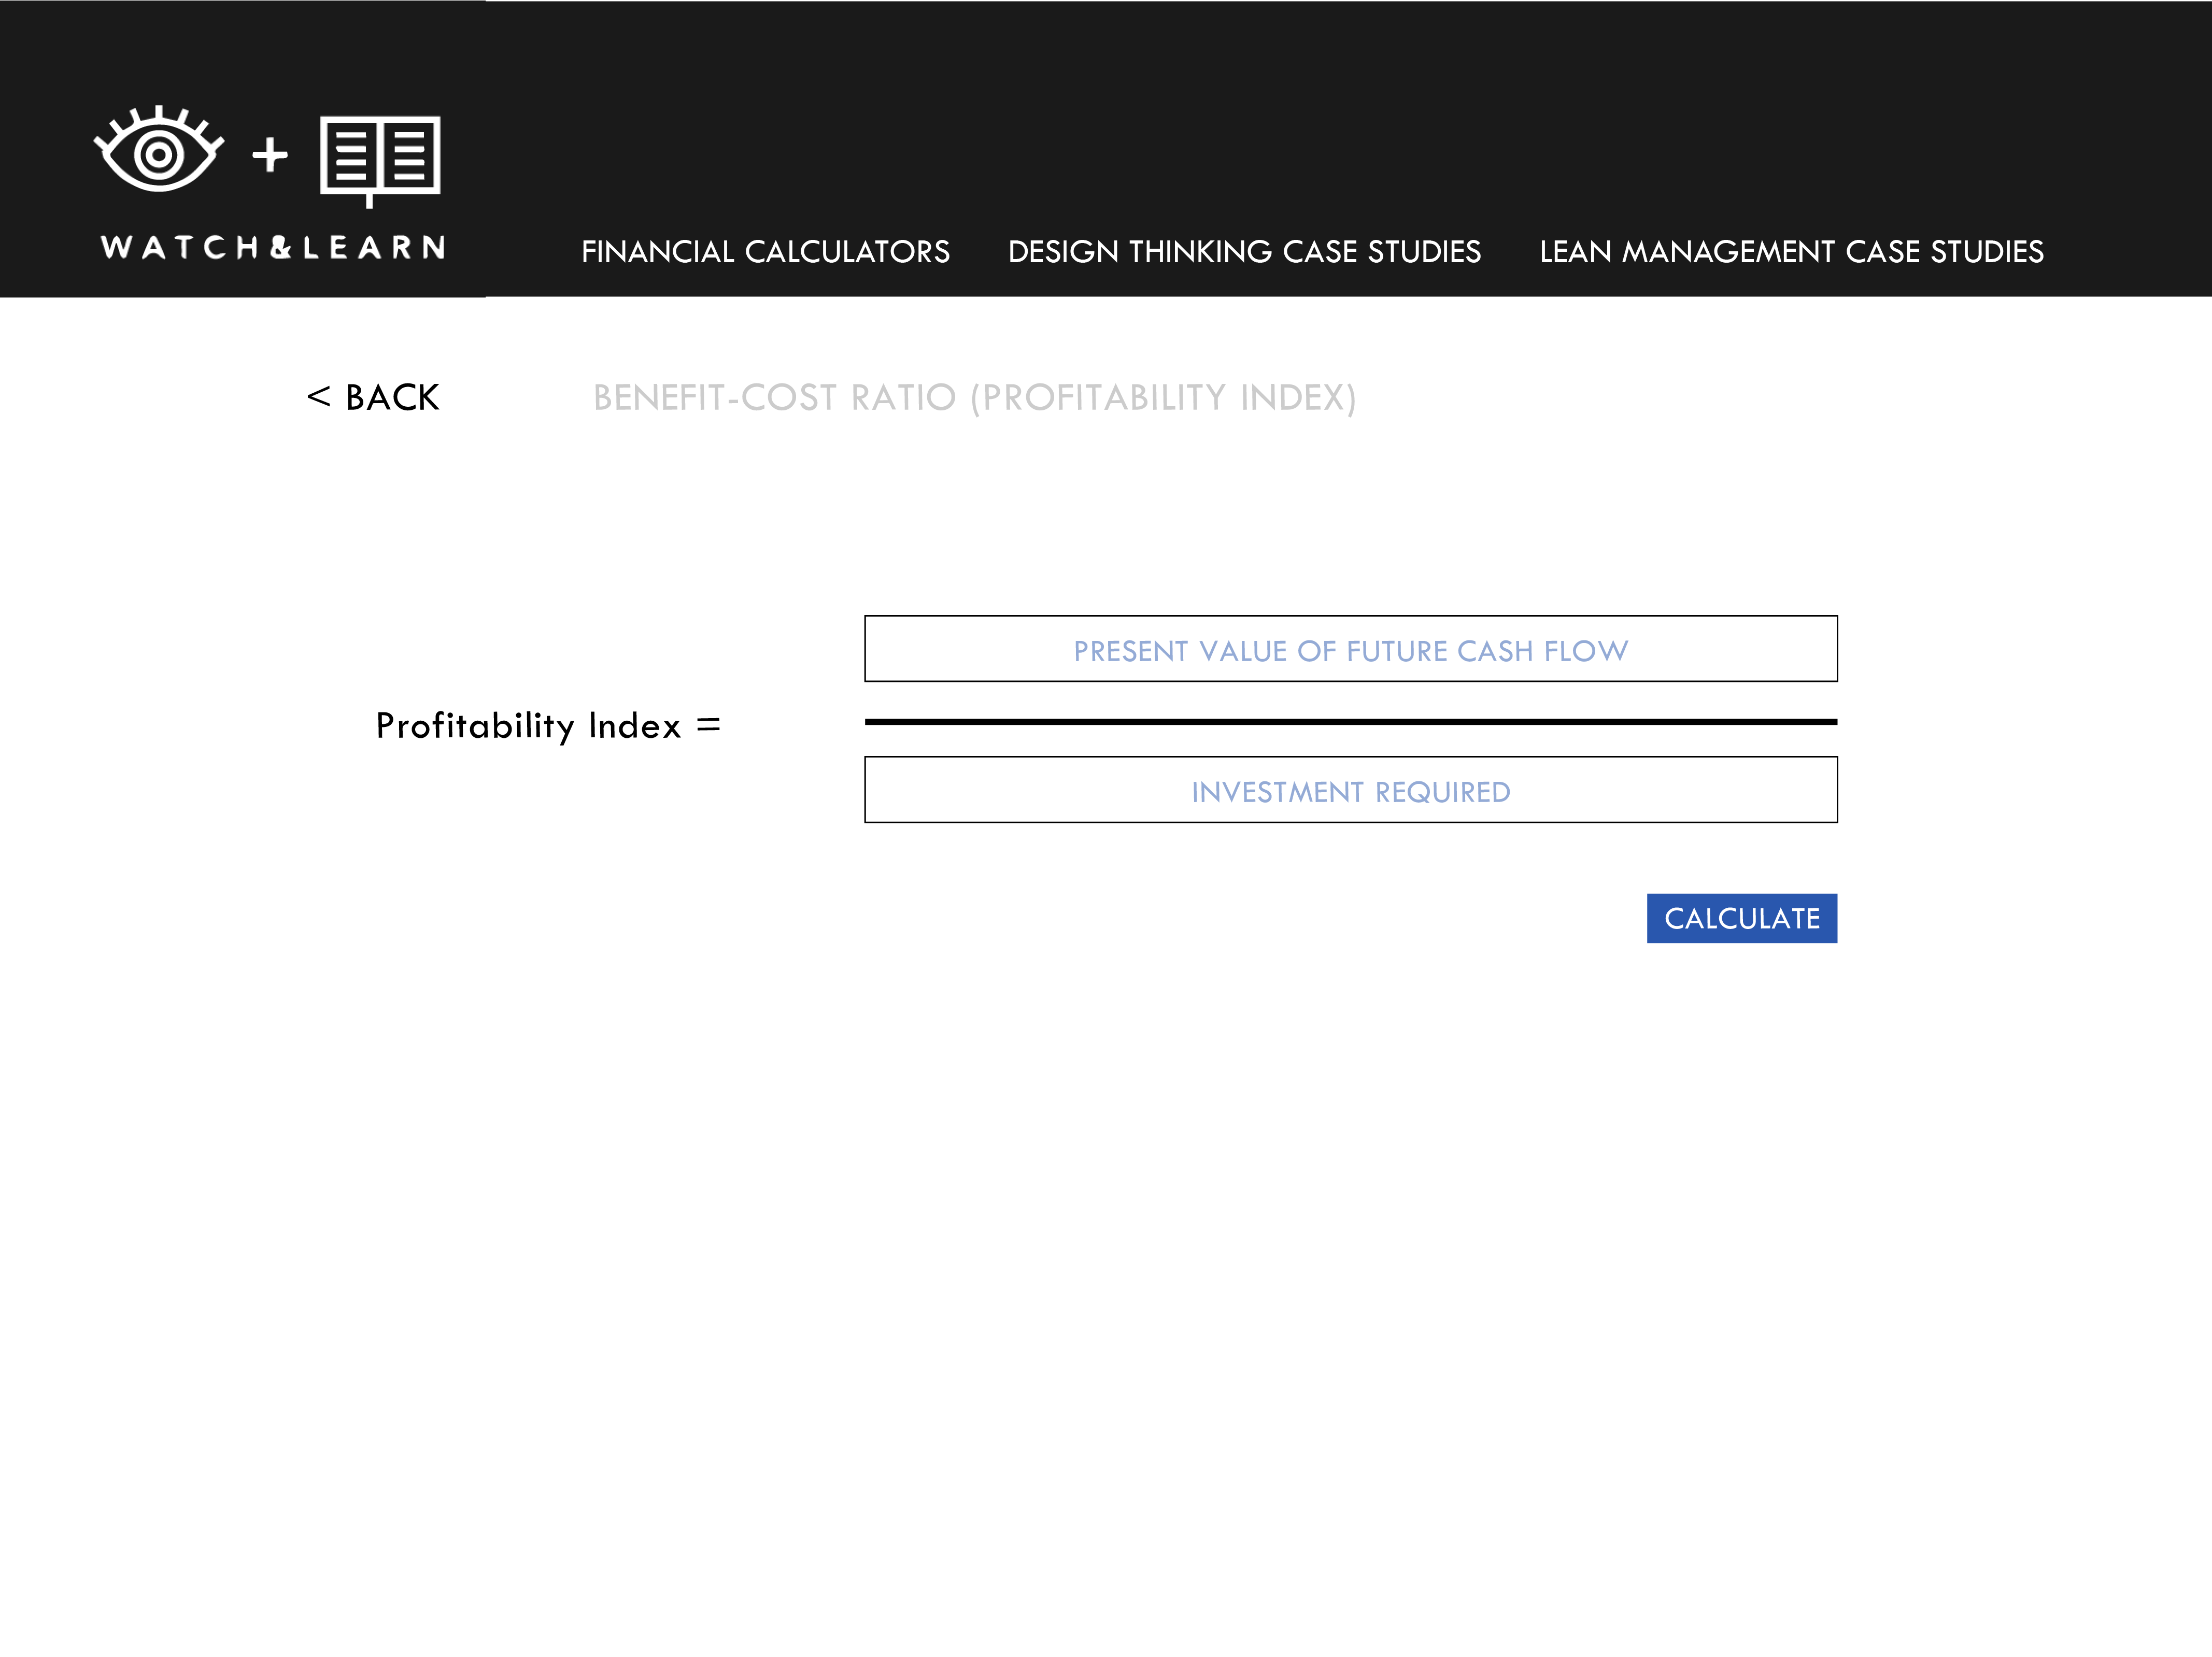 WATCH&LEARN
FINANCIAL CALCULATORS DESIGN THINKING CASE STUDIES LEAN MANAGEMENT CASE STUDIES
< BACK BENEFIT-COST RATIO (PROFITABILITY INDEX)
PRESENT VALUE OF FUTURE CASH FLOW
Profitability Index =
INVESTMENT REQUIRED
CALCULATE